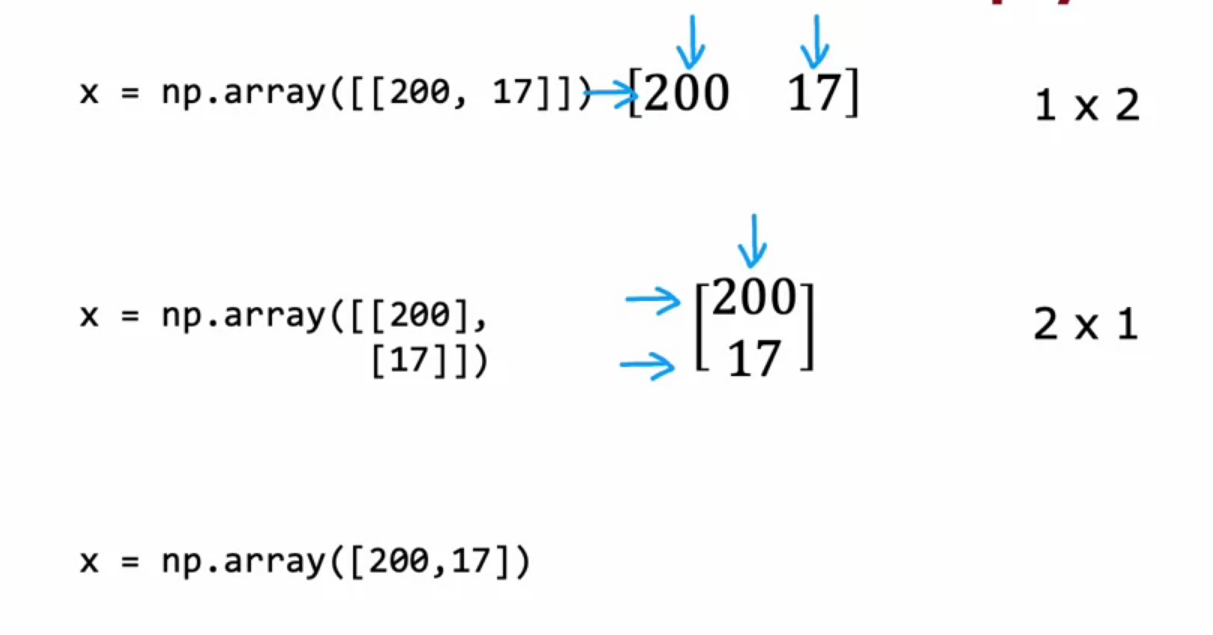 x = np.array([[200, 17]]) [200 17] 1 x 2
x = np.array([[200], [200 2 x 1
[17]]) 17]
x = np.array([200,17])